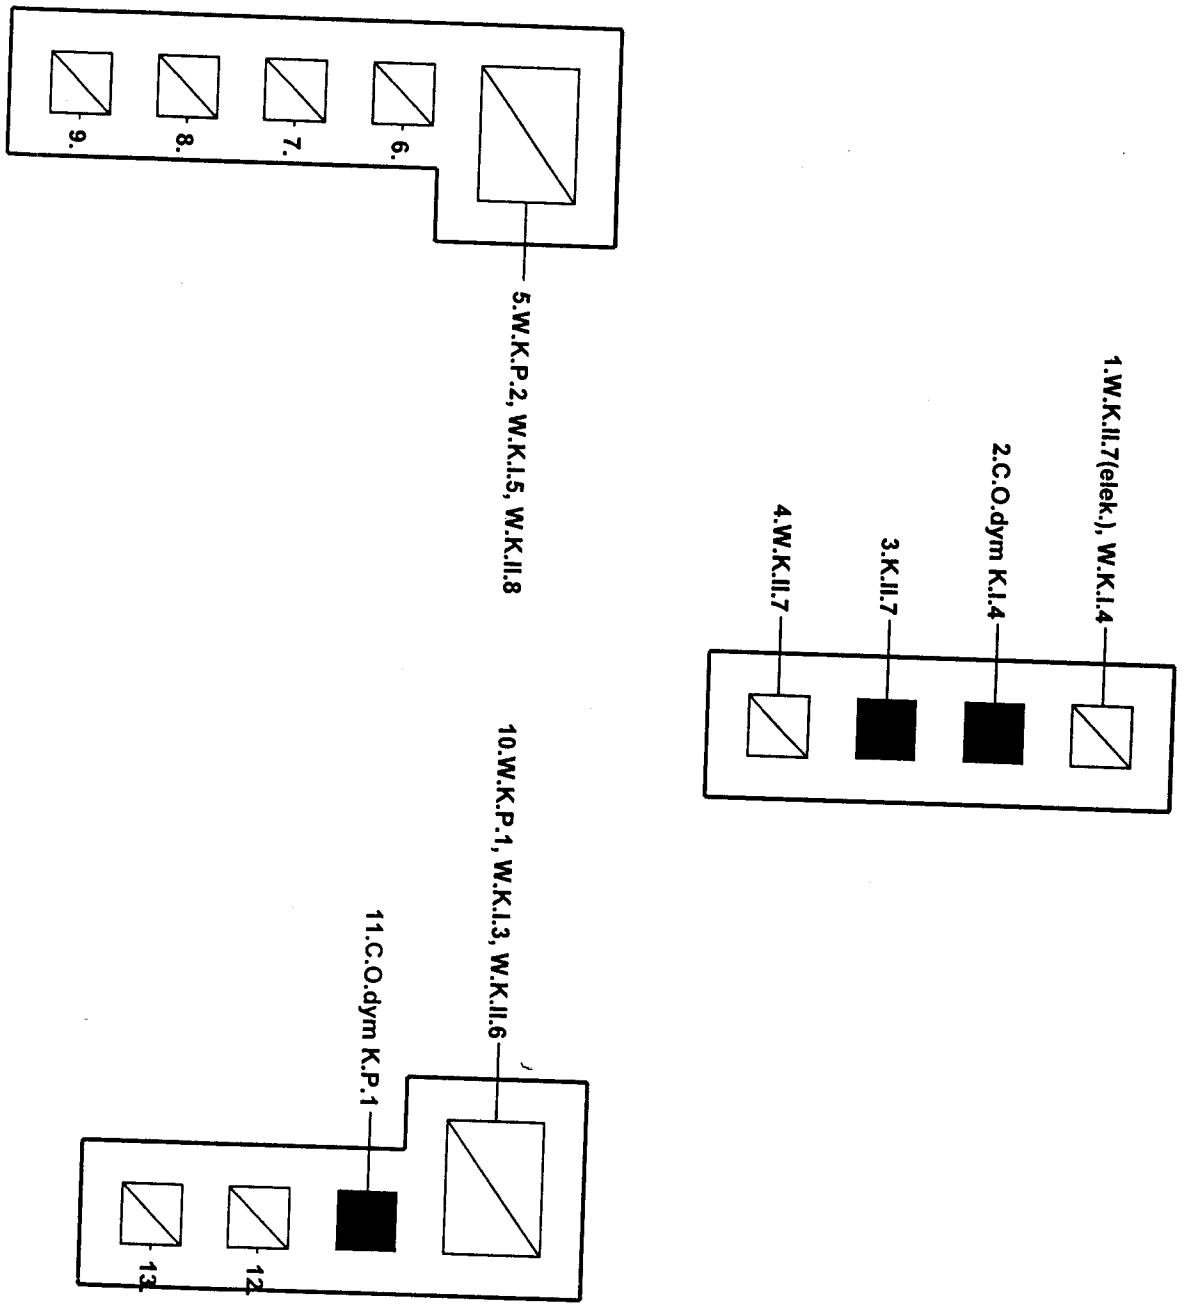 1.W.K.II.7(elek.), W.K.I.4
2.C.O.dym K.I.4
3.K.II.7
4.W.K.II.7
5.W.K.P.2, W.K.I.5, W.K.II.8
6.
7.
8.
9.
10.W.K.P.1, W.K.I.3, W.K.II.6
11.C.O.dym K.P.1
12.
13.